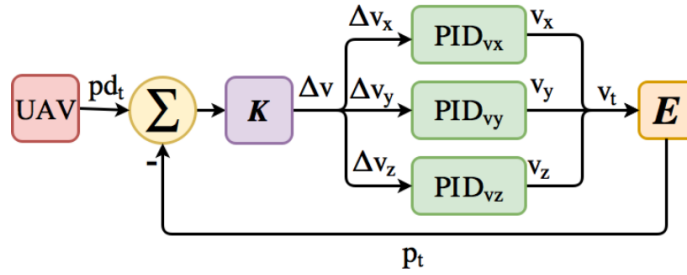 UAV
pd_t
Σ
-
K
Δv
Δv_x
PID_vx
v_x
Δv_y
PID_vy
v_y
Δv_z
PID_vz
v_z
v_t
E
p_t